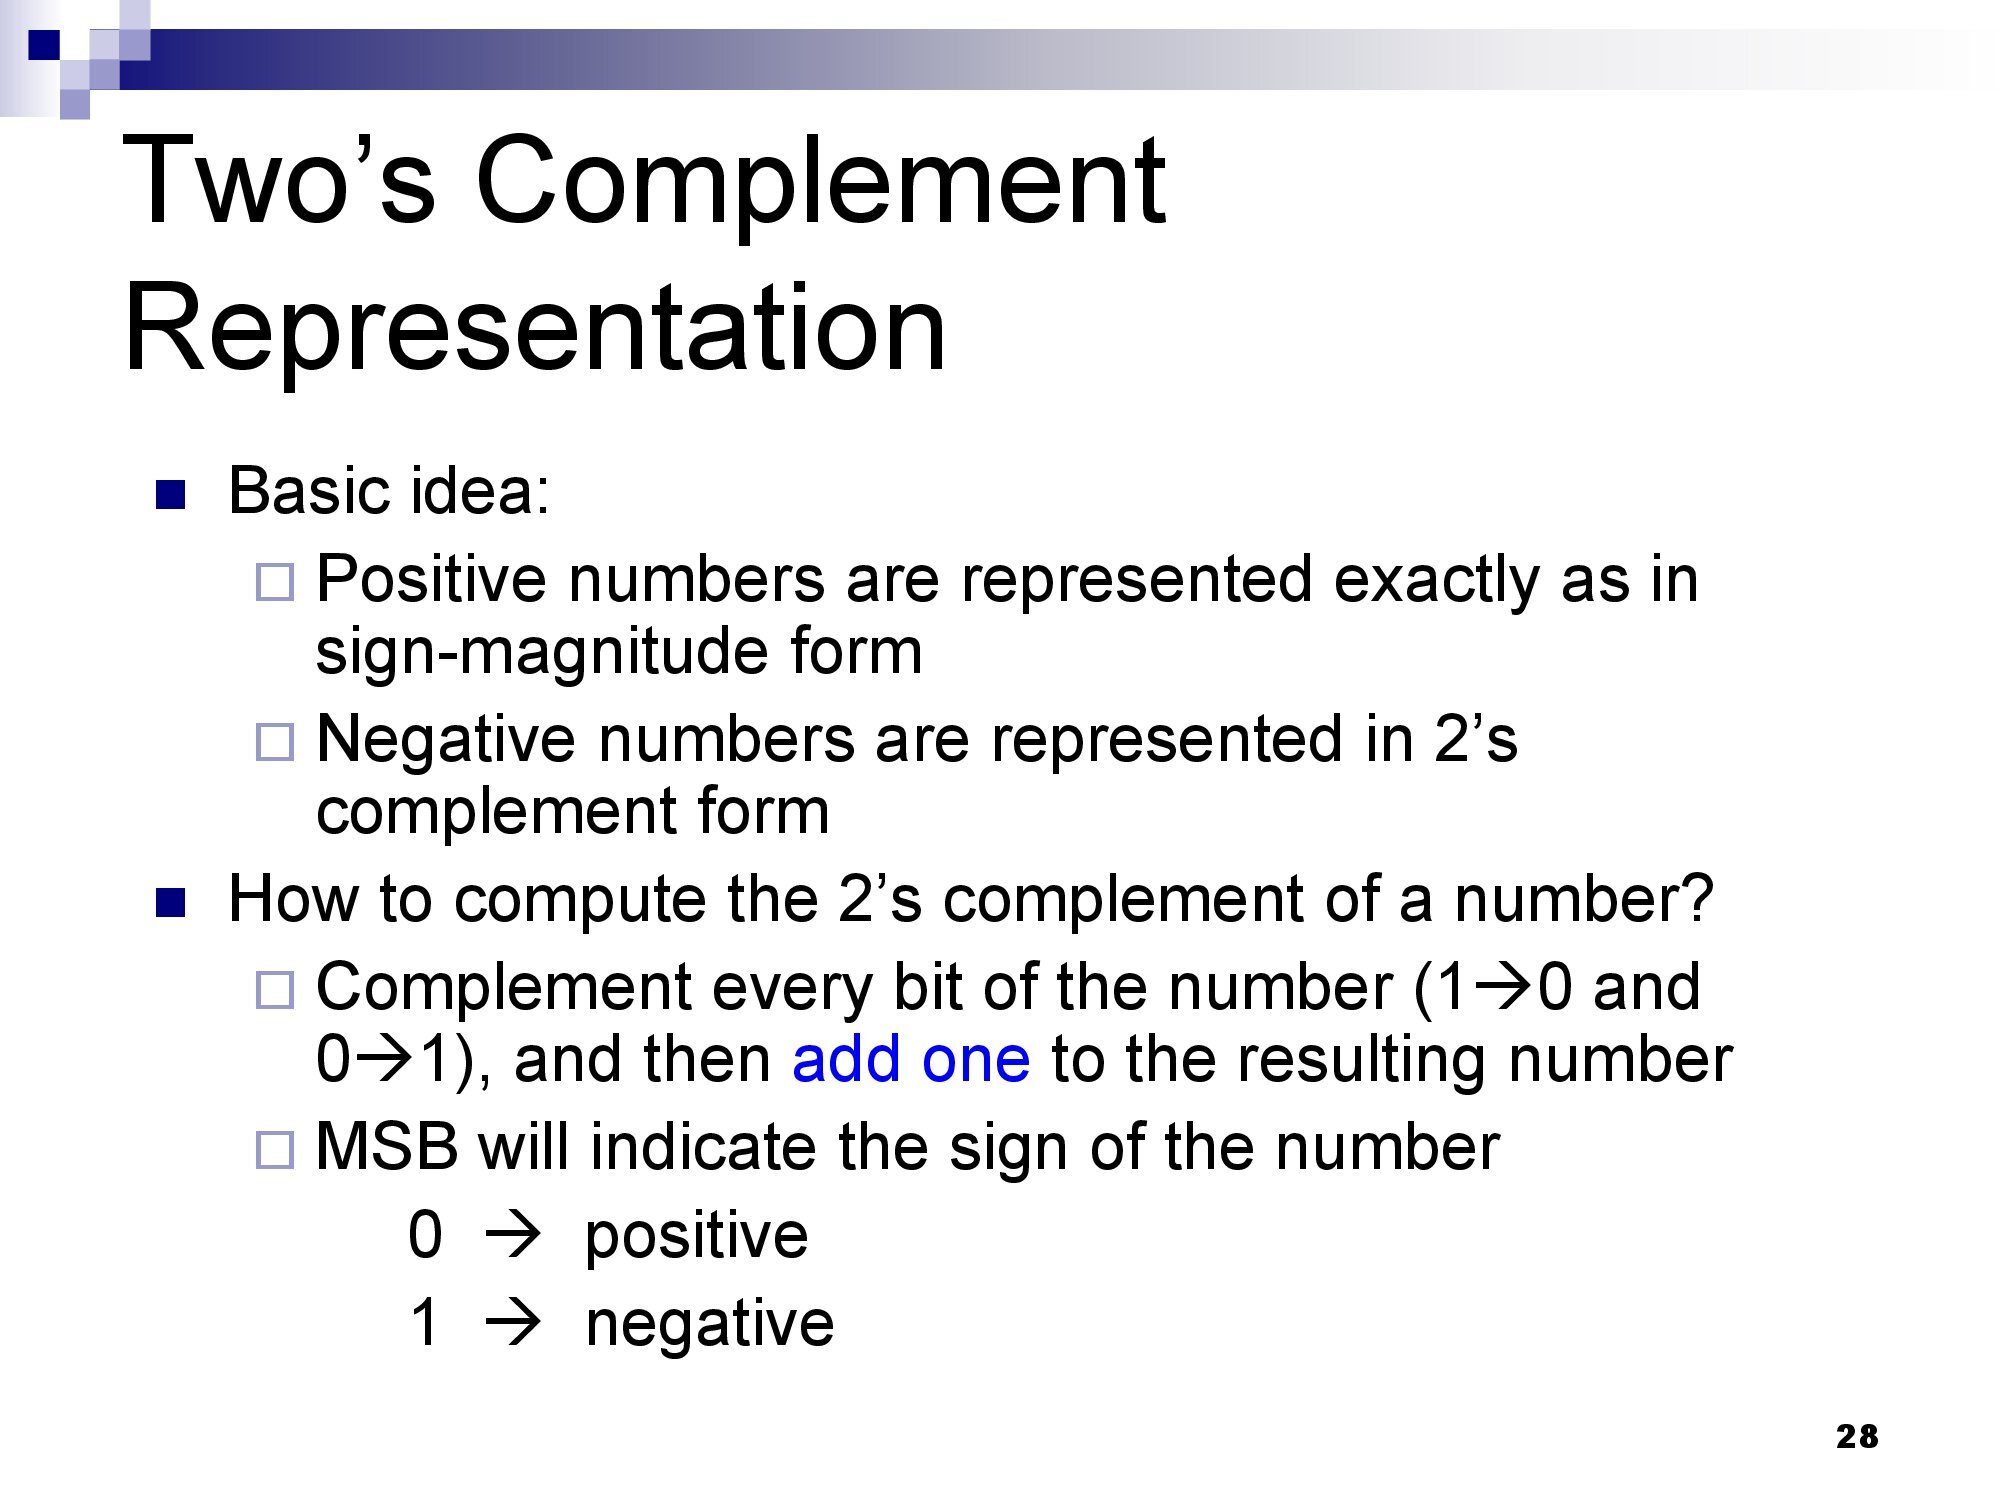 Two’s Complement
Representation
Basic idea:
Positive numbers are represented exactly as in
sign-magnitude form
Negative numbers are represented in 2’s
complement form
How to compute the 2’s complement of a number?
Complement every bit of the number (1→0 and
0→1), and then add one to the resulting number
MSB will indicate the sign of the number
0 → positive
1 → negative
28